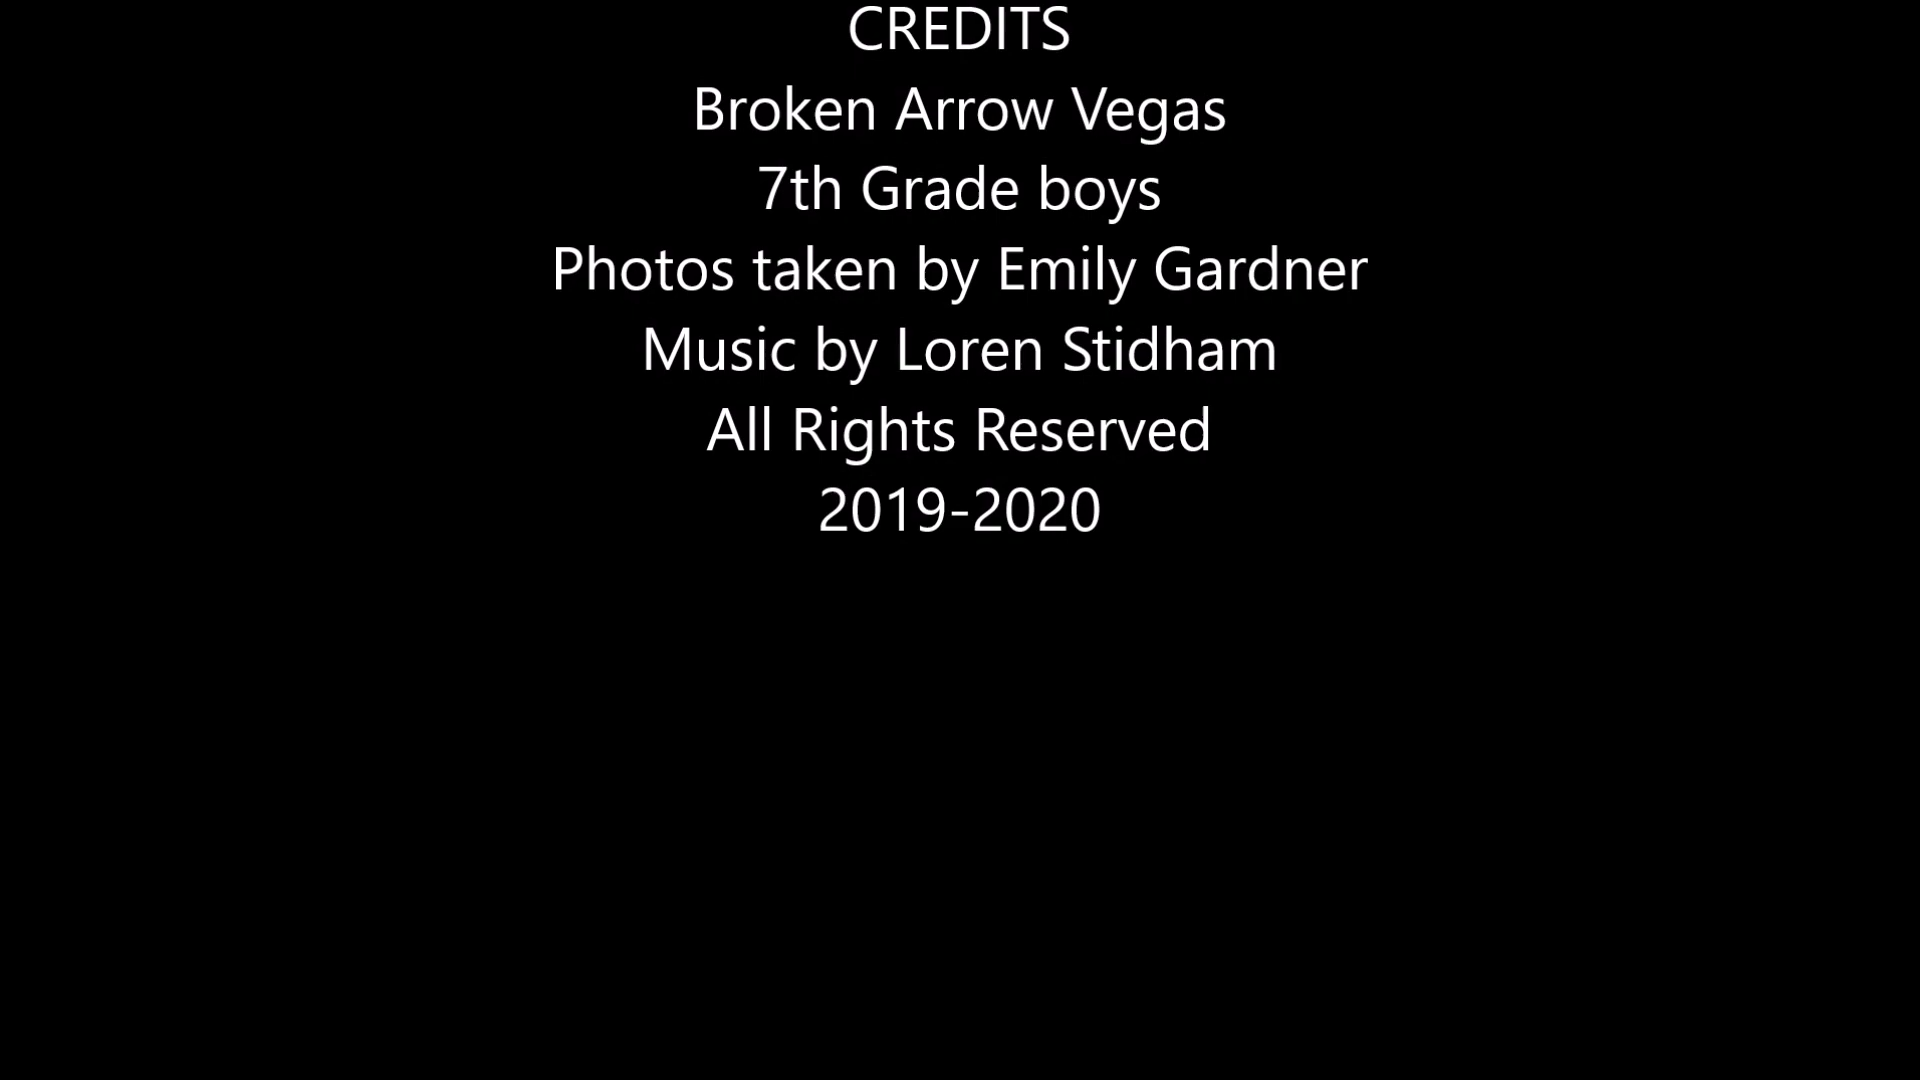 CREDITS
Broken Arrow Vegas
7th Grade boys
Photos taken by Emily Gardner
Music by Loren Stidham
All Rights Reserved
2019-2020